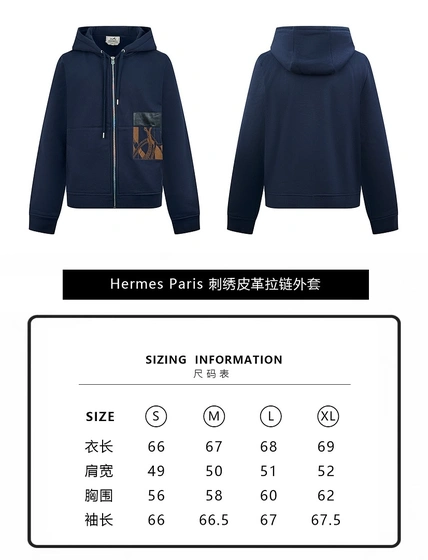 Hermes Paris 刺绣皮革拉链外套
SIZING INFORMATION
尺码表
SIZE S M L XL
衣长 66 67 68 69
肩宽 49 50 51 52
胸围 56 58 60 62
袖长 66 66.5 67 67.5